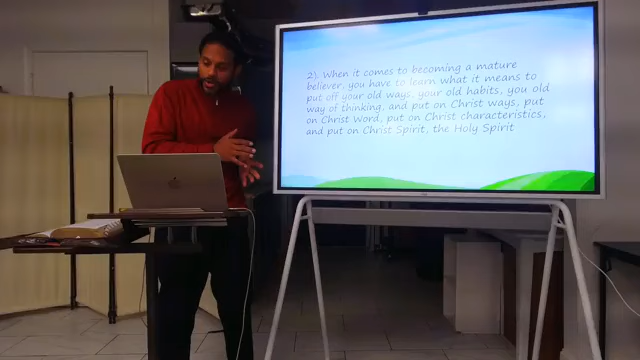 2). When it comes to becoming a mature
believer, you have to learn what it means to
put off your old ways, your old habits, you old
way of thinking, and put on Christ ways, put
on Christ Word, put on Christ characteristics,
and put on Christ Spirit, the Holy Spirit